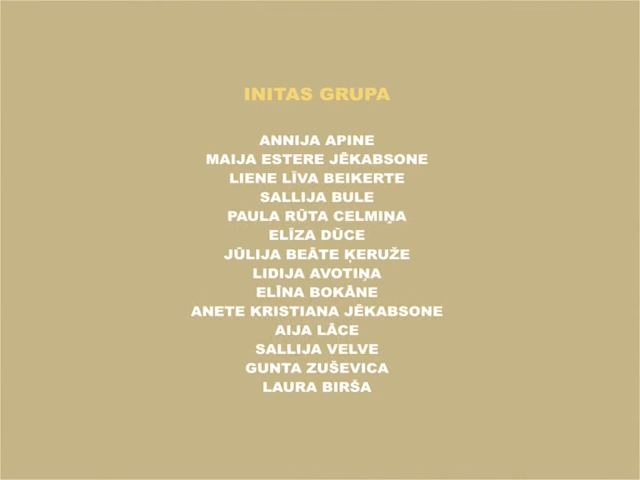 INITAS GRUPA
ANNIJA APINE
MAIJA ESTERE JĒKABSONE
LIENE LĪVA BEIKERTE
SALLIJA BULE
PAULA RŪTA CELMIŅA
ELĪZA DŪCE
JŪLIJA BEĀTE ĶERUŽE
LIDIJA AVOTIŅA
ELĪNA BOKĀNE
ANETE KRISTIANA JĒKABSONE
AIJA LĀCE
SALLIJA VELVE
GUNTA ZUŠEVICA
LAURA BIRŠA